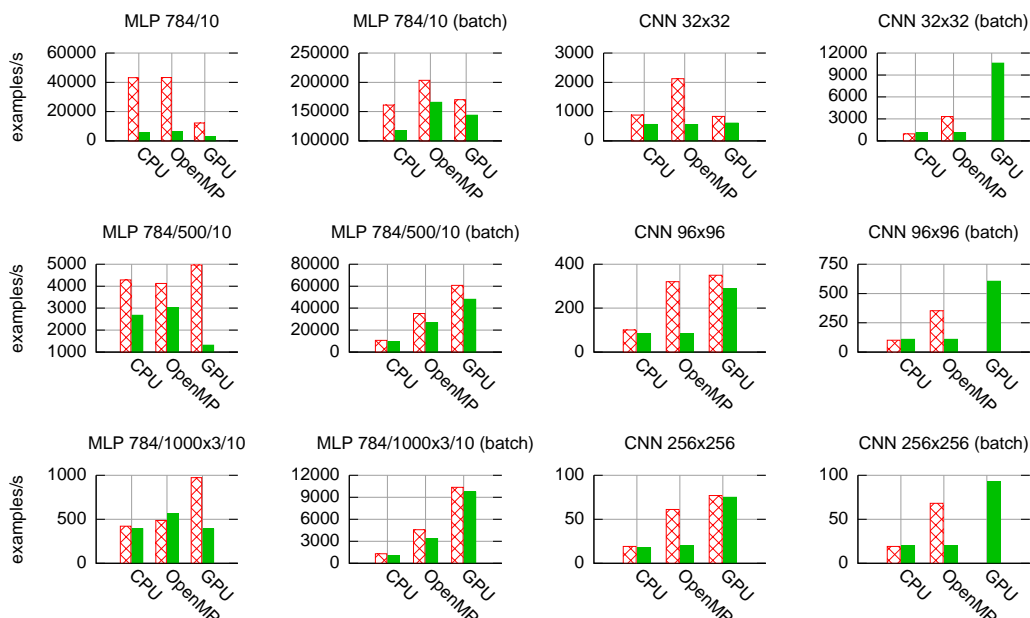 MLP 784/10
examples/s
60000
40000
20000
0
CPU
OpenMP
GPU
MLP 784/10 (batch)
250000
200000
150000
100000
CPU
OpenMP
GPU
CNN 32x32
3000
2000
1000
0
CPU
OpenMP
GPU
CNN 32x32 (batch)
12000
9000
6000
3000
0
CPU
OpenMP
GPU
MLP 784/500/10
examples/s
5000
4000
3000
2000
1000
CPU
OpenMP
GPU
MLP 784/500/10 (batch)
80000
60000
40000
20000
0
CPU
OpenMP
GPU
CNN 96x96
400
200
0
CPU
OpenMP
GPU
CNN 96x96 (batch)
750
500
250
0
CPU
OpenMP
GPU
MLP 784/1000x3/10
examples/s
1000
500
0
CPU
OpenMP
GPU
MLP 784/1000x3/10 (batch)
12000
9000
6000
3000
0
CPU
OpenMP
GPU
CNN 256x256
100
50
0
CPU
OpenMP
GPU
CNN 256x256 (batch)
100
50
0
CPU
OpenMP
GPU